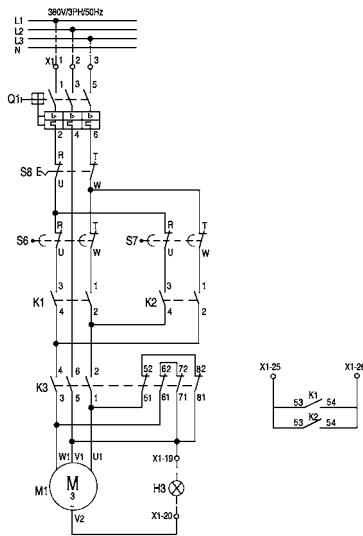 380V/3PH/50Hz
L1
L2
L3
N
X1 1 2 3
1 3 5
Q1
2 4 6
R T
S8 E
U W
R T R T
S6 S7
U W U W
3 1 3 1
K1 K2
4 2 4 2
4 6 2 52 62 72 82
K3
3 5 1 51 61 71 81
X1-25 X1-26
53 K1 54
53 K2 54
W1 V1 U1 X1-19
M1 M 3 ~ H3
V2 X1-20